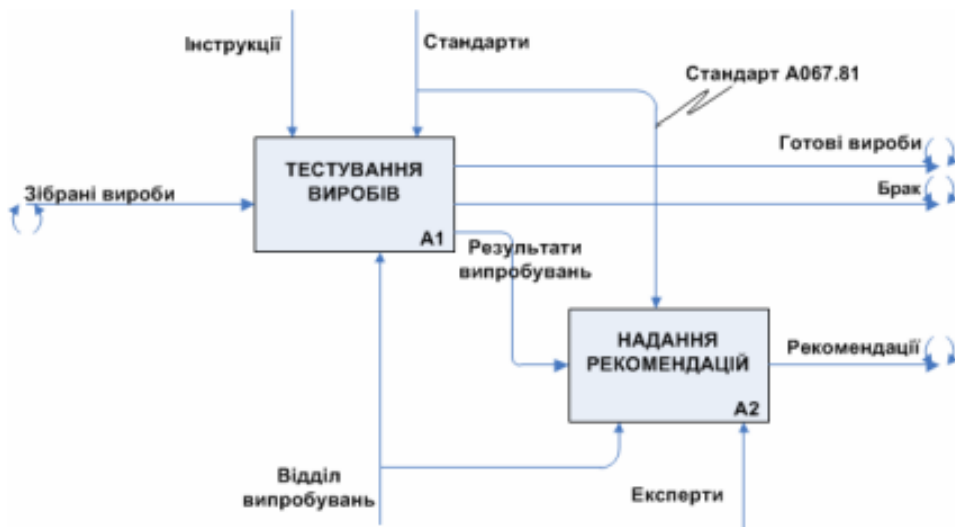 Інструкції
Стандарти
Стандарт А067.81
ТЕСТУВАННЯ
ВИРОБІВ
А1
Готові вироби
Зібрані вироби
Брак
Результати
випробувань
НАДАННЯ
РЕКОМЕНДАЦІЙ
А2
Рекомендації
Відділ
випробувань
Експерти